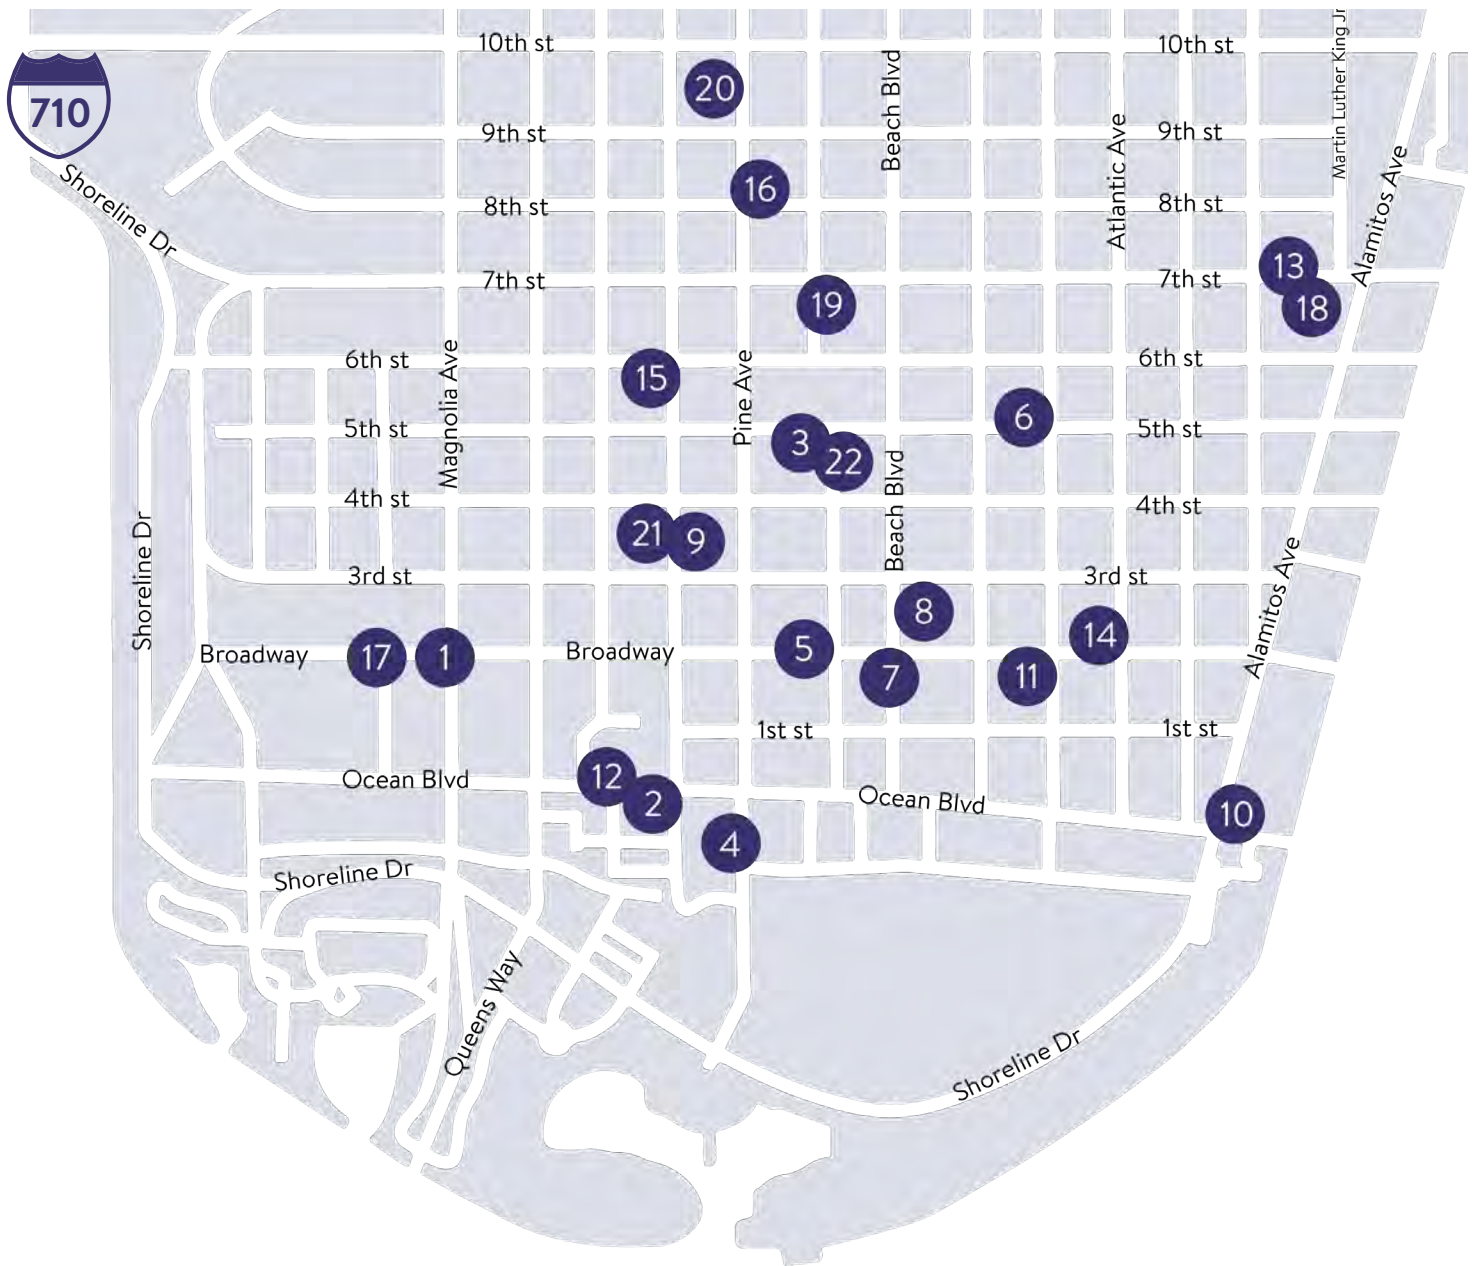 10th st
10th st
Martin Luther King Jr
710
20
Beach Blvd
Atlantic Ave
9th st
9th st
Shoreline Dr
16
8th st
8th st
Alamitos Ave
7th st
13
7th st
18
19
6th st
Magnolia Ave
15
Pine Ave
6th st
6
5th st
3
22
5th st
4th st
4th st
Beach Blvd
Shoreline Dr
21
9
3rd st
3rd st
Alamitos Ave
8
14
Broadway
17
1
Broadway
5
7
11
1st st
1st st
Ocean Blvd
12
2
Ocean Blvd
10
4
Shoreline Dr
Queens Way
Shoreline Dr